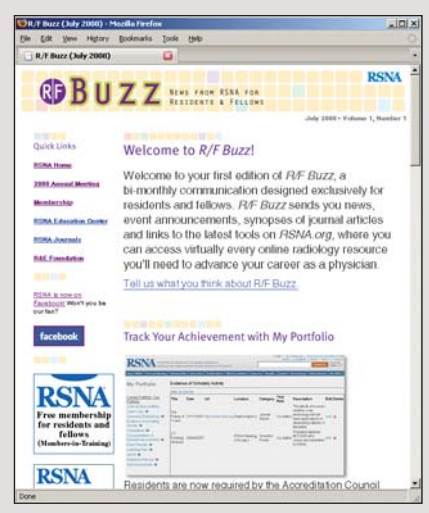 R/F Buzz (July 2008) - Mozilla Firefox
File Edit View History Bookmarks Tools Help
R/F Buzz (July 2008)
RF BUZZ
NEWS FROM RSNA FOR
RESIDENTS & FELLOWS
RSNA
July 2008 • Volume 1, Number 1
Quick Links
RSNA Home
2008 Annual Meeting
Membership
RSNA Education Center
RSNA Journals
R&E Foundation
RSNA is now on
Facebook! Won't you be
our fan?
facebook
RSNA
Free membership
for residents and
fellows
(Members-in-Training)
RSNA
Welcome to R/F Buzz!
Welcome to your first edition of R/F Buzz, a
bi-monthly communication designed exclusively for
residents and fellows. R/F Buzz sends you news,
event announcements, synopses of journal articles
and links to the latest tools on RSNA.org, where you
can access virtually every online radiology resource
you'll need to advance your career as a physician.
Tell us what you think about R/F Buzz.
Track Your Achievement with My Portfolio
RSNA
My Portfolio
Evidence of Scholarly Activity
Residents are now required by the Accreditation Council
Done